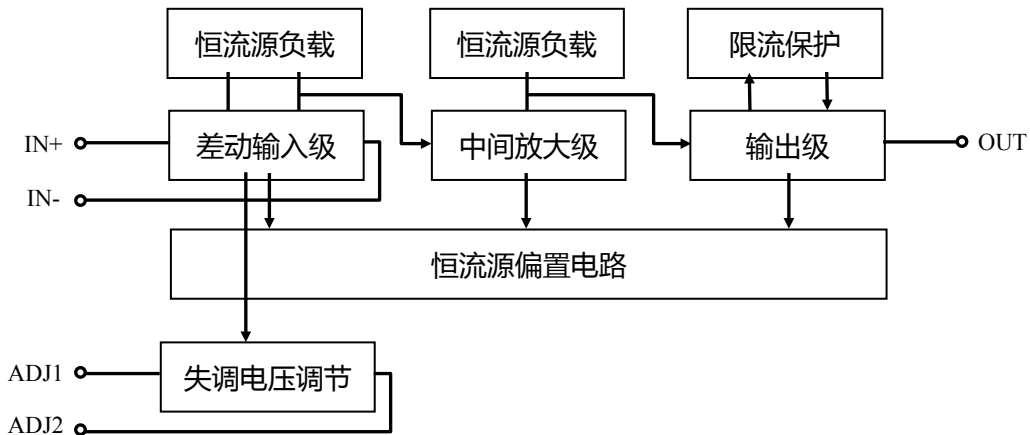 恒流源负载
恒流源负载
限流保护
IN+
差动输入级
中间放大级
输出级
OUT
IN-
恒流源偏置电路
ADJ1
失调电压调节
ADJ2